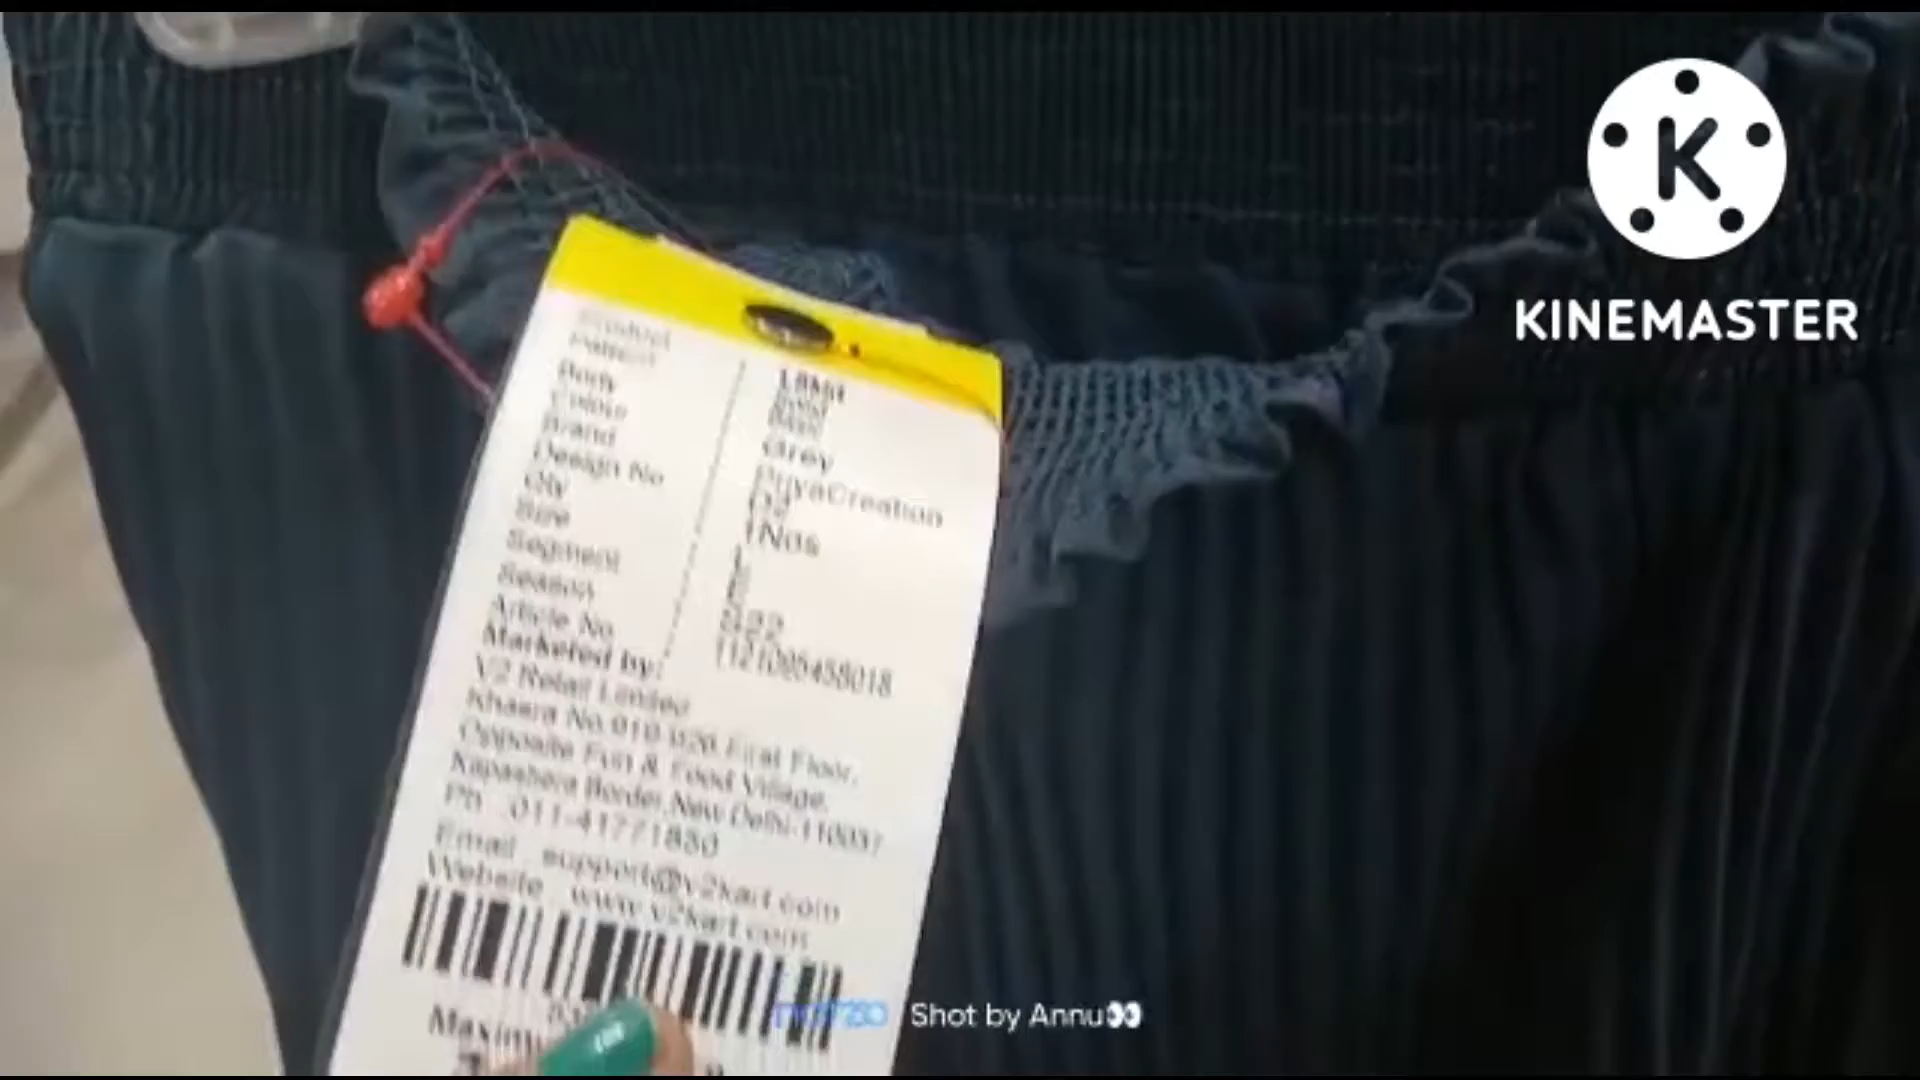 KINEMASTER
Product
Pattern
Body
Colour Grey
Brand PriyaCreation
Design No
Qty 1Nos
Size
Segment
Season
Article No 1121095458018
Marketed by:
V2 Retail Limited
Khasra No. First Floor,
Opposite Fun & Food Village,
Kapashera Border, New Delhi-110037
Ph 011-41771850
Email support@v2kart.com
Website www.v2kart.com
Shot by Annu👀